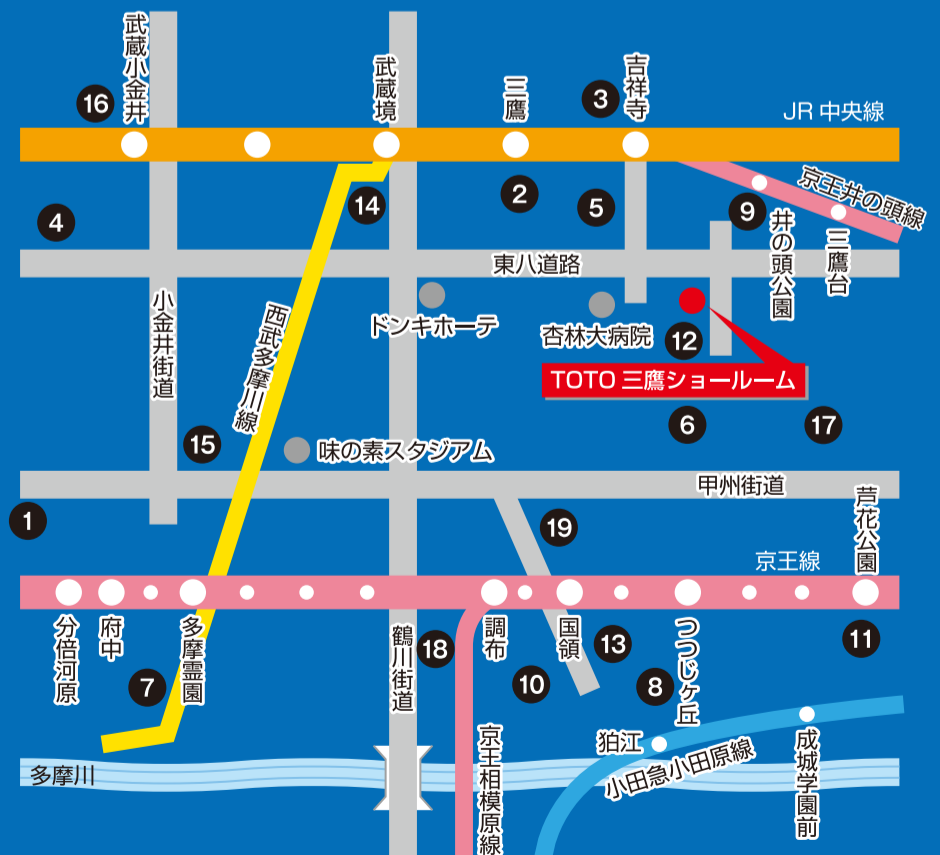 武蔵小金井
武蔵境
三鷹
吉祥寺
16
3
JR中央線
14
2
5
9
京王井の頭線
4
井の頭公園
三鷹台
東八道路
小金井街道
西武多摩川線
ドンキホーテ
杏林大病院
12
TOTO三鷹ショールーム
6
17
15
味の素スタジアム
甲州街道
1
19
芦花公園
京王線
分倍河原
府中
多摩霊園
鶴川街道
18
調布
国領
13
つつじヶ丘
11
7
10
8
京王相模原線
狛江
小田急小田原線
成城学園前
多摩川